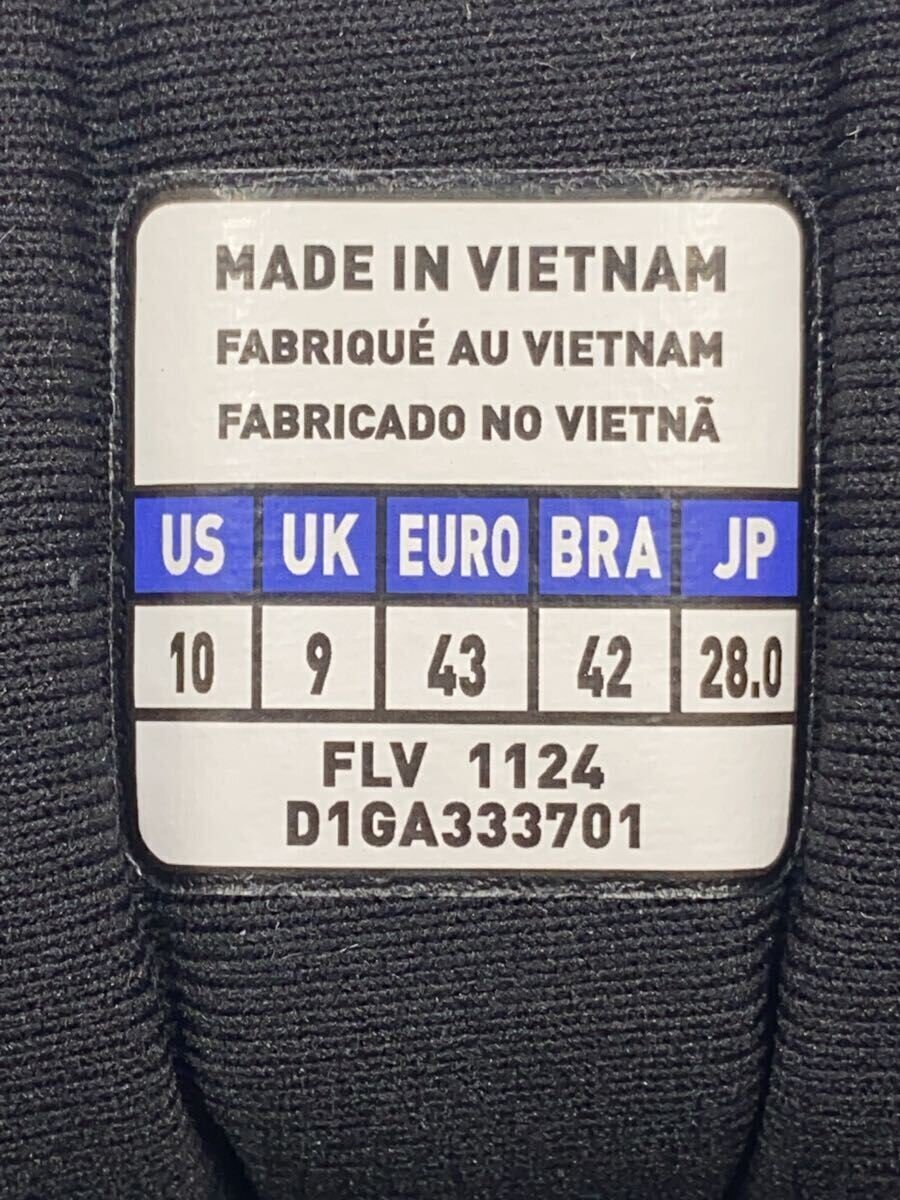 MADE IN VIETNAM
FABRIQUÉ AU VIETNAM
FABRICADO NO VIETNÃ
US UK EURO BRA JP
10 9 43 42 28.0
FLV 1124
D1GA333701